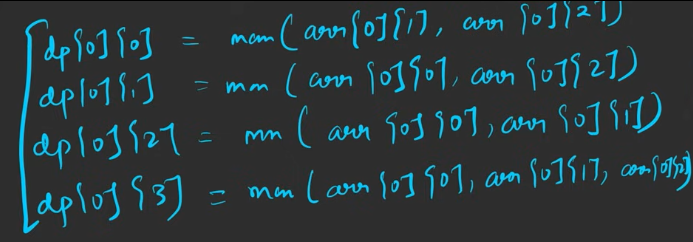 dp[0][0] = max(arr[0][1], arr[0][2])
dp[0][1] = max(arr[0][0], arr[0][2])
dp[0][2] = max(arr[0][0], arr[0][1])
dp[0][3] = max(arr[0][0], arr[0][1], arr[0][2])